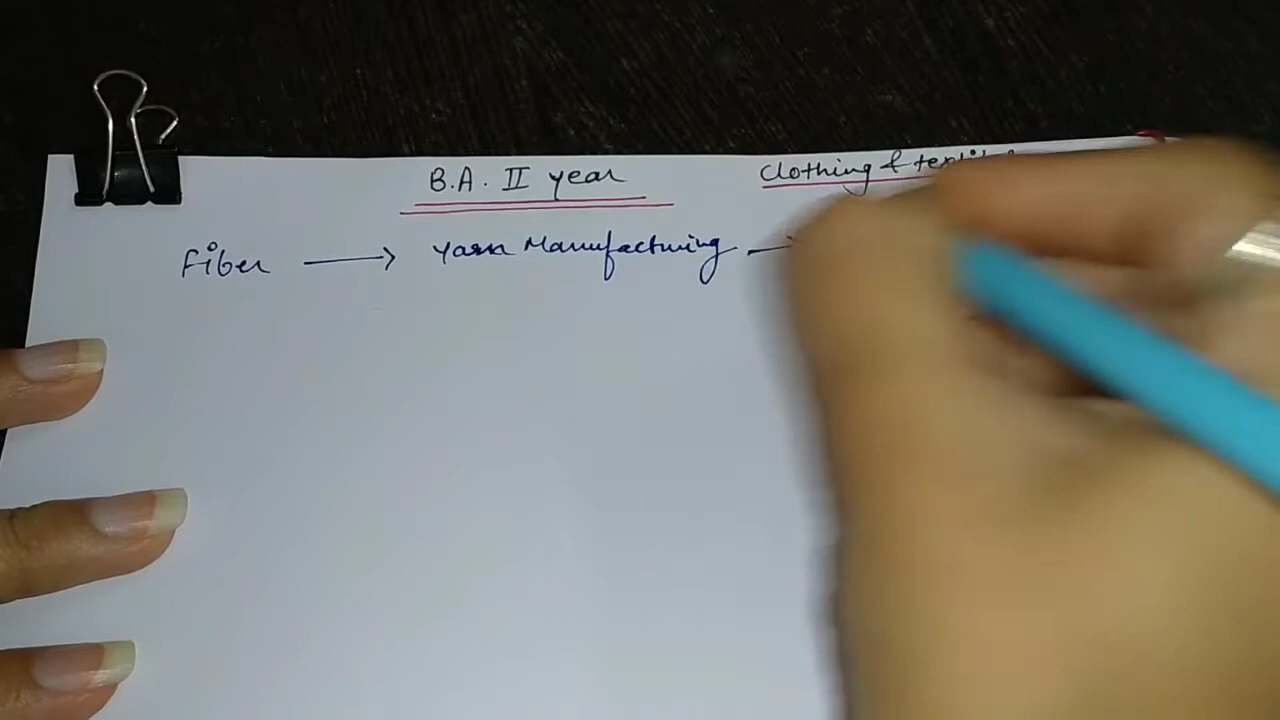 B.A. II year
Clothing &
Fiber → Yarn Manufacturing →